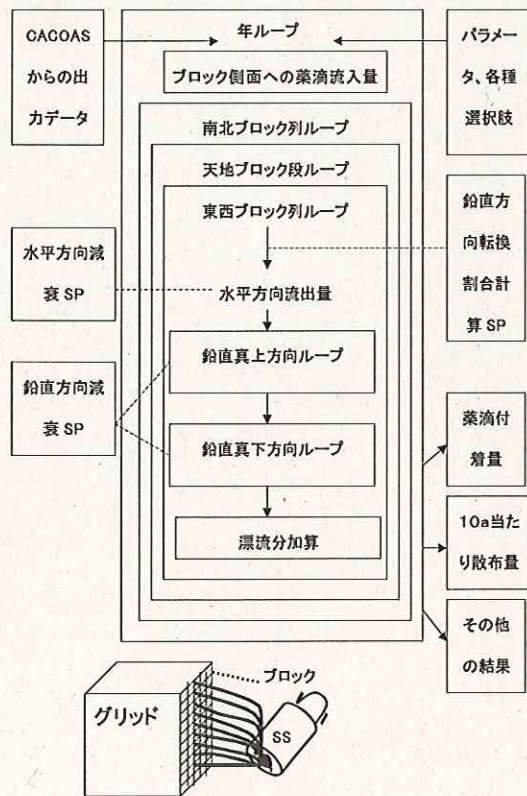 CACOAS
からの出
力データ
年ループ
パラメー
タ、各種
選択肢
ブロック側面への薬滴流入量
南北ブロック列ループ
天地ブロック段ループ
東西ブロック列ループ
水平方向減
衰 SP
鉛直方
向転換
割合計
算 SP
水平方向流出量
鉛直方向減
衰 SP
鉛直真上方向ループ
鉛直真下方向ループ
漂流分加算
薬滴付
着量
10a当た
り散布量
その他
の結果
ブロック
グリッド
SS